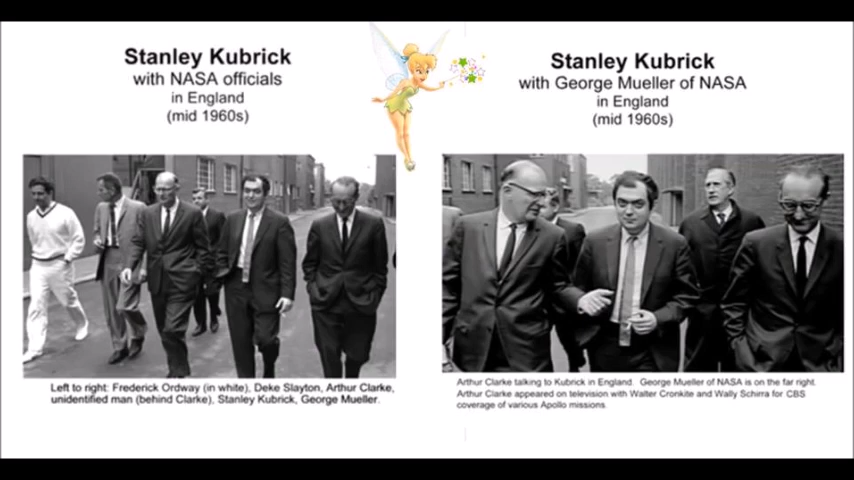 Stanley Kubrick
with NASA officials
in England
(mid 1960s)
Left to right: Frederick Ordway (in white), Deke Slayton, Arthur Clarke,
unidentified man (behind Clarke), Stanley Kubrick, George Mueller.
Stanley Kubrick
with George Mueller of NASA
in England
(mid 1960s)
Arthur Clarke talking to Kubrick in England. George Mueller of NASA is on the far right.
Arthur Clarke appeared on television with Walter Cronkite and Wally Schirra for CBS
coverage of various Apollo missions.